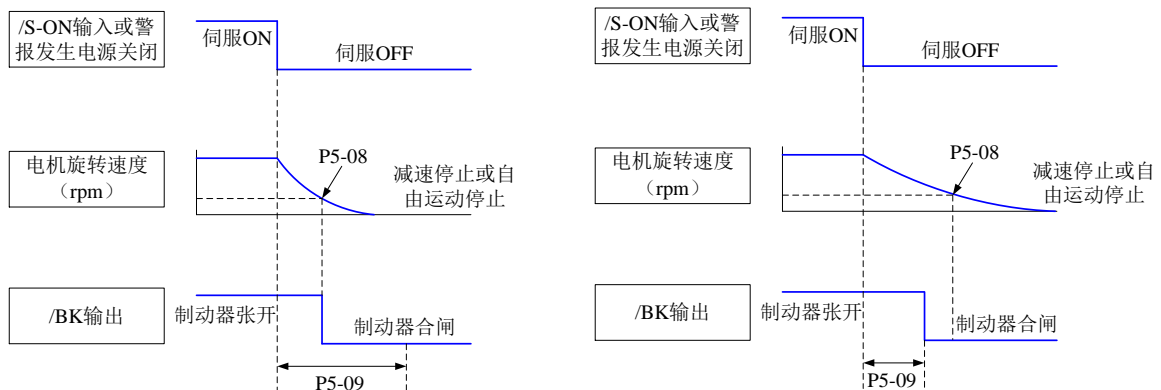 /S-ON输入或警
报发生电源关闭
伺服ON
伺服OFF
电机旋转速度
（rpm）
P5-08
减速停止或自
由运动停止
/BK输出
制动器张开
制动器合闸
P5-09
/S-ON输入或警
报发生电源关闭
伺服ON
伺服OFF
电机旋转速度
（rpm）
P5-08
减速停止或自
由运动停止
/BK输出
制动器张开
制动器合闸
P5-09